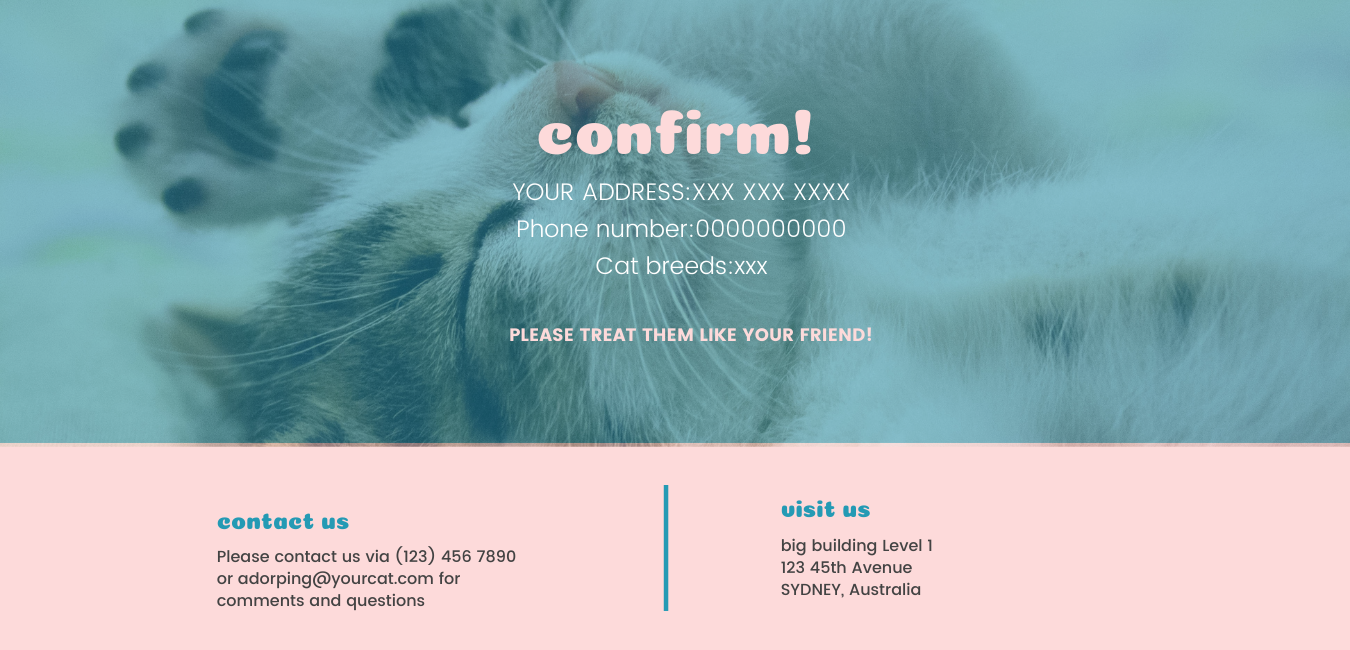 confirm!
YOUR ADDRESS:XXX XXX XXXX
Phone number:0000000000
Cat breeds:xxx
PLEASE TREAT THEM LIKE YOUR FRIEND!
contact us
Please contact us via (123) 456 7890
or adorping@yourcat.com for
comments and questions
visit us
big building Level 1
123 45th Avenue
SYDNEY, Australia